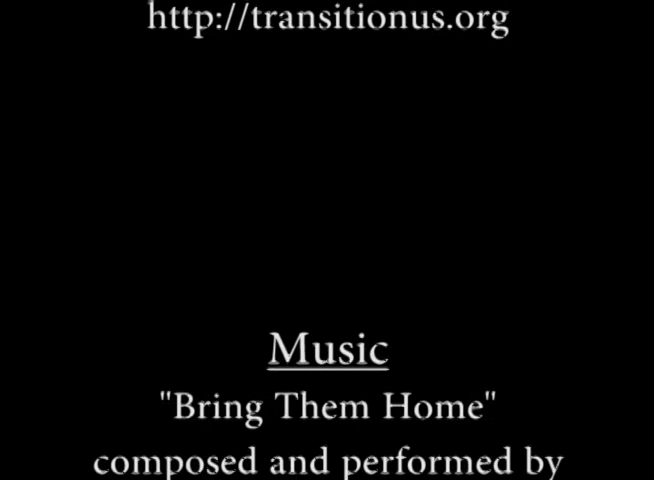 http://transitionus.org
Music
"Bring Them Home"
composed and performed by